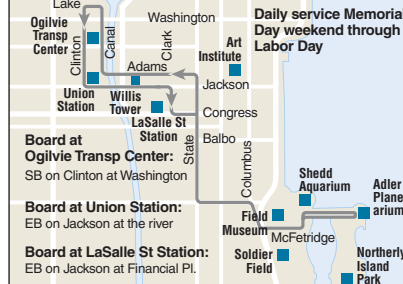 Lake
Washington
Daily service Memorial
Day weekend through
Labor Day
Ogilvie
Transp
Center
Clinton
Canal
Clark
Art
Institute
Adams
Jackson
Union
Station
Willis
Tower
LaSalle St
Station
Congress
Balbo
State
Columbus
Board at
Ogilvie Transp Center:
SB on Clinton at Washington
Board at Union Station:
EB on Jackson at the river
Board at LaSalle St Station:
EB on Jackson at Financial Pl.
Shedd
Aquarium
Adler
Plane
arium
Field
Museum
McFetridge
Soldier
Field
Northerly
Island
Park